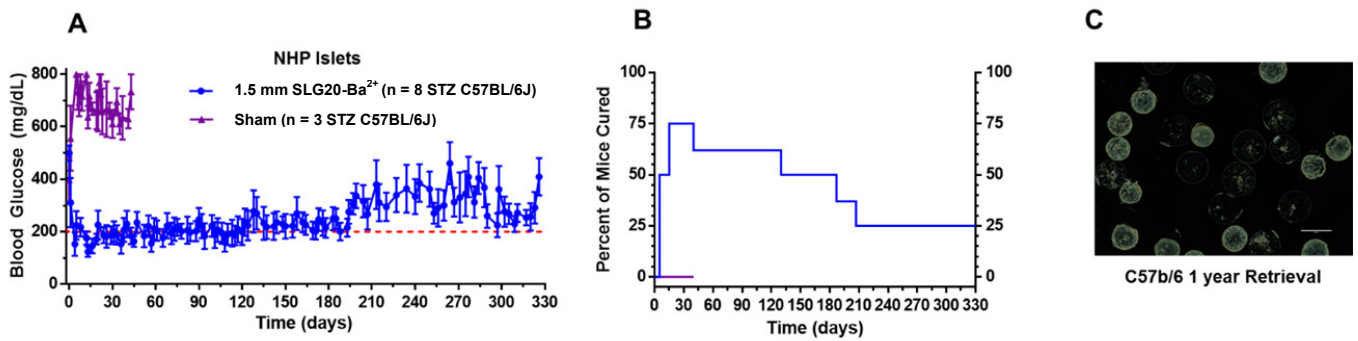 A
NHP Islets
800
600
400
200
0
Blood Glucose (mg/dL)
1.5 mm SLG20-Ba²⁺ (n = 8 STZ C57BL/6J)
Sham (n = 3 STZ C57BL/6J)
0 30 60 90 120 150 180 210 240 270 300 330
Time (days)
B
100
75
50
25
0
Percent of Mice Cured
100
75
50
25
0
0 30 60 90 120 150 180 210 240 270 300 330
Time (days)
C
C57b/6 1 year Retrieval